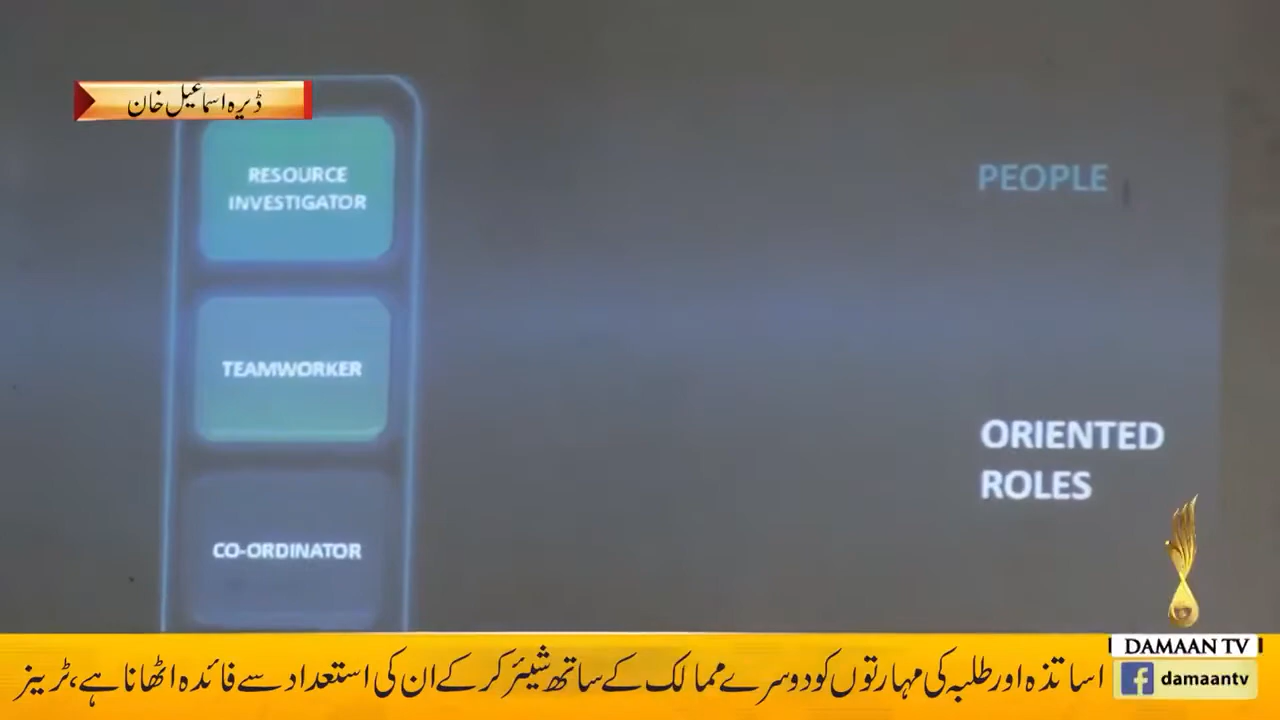 ڈیرہ اسماعیل خان
RESOURCE
INVESTIGATOR
PEOPLE
TEAMWORKER
ORIENTED
ROLES
CO-ORDINATOR
DAMAAN TV
damaantv
اساتذہ اور طلبہ کی مہارتوں کو دوسرے ممالک کے ساتھ شیئر کر کے ان کی استعداد سے فائدہ اٹھانا ہے، ٹرینز